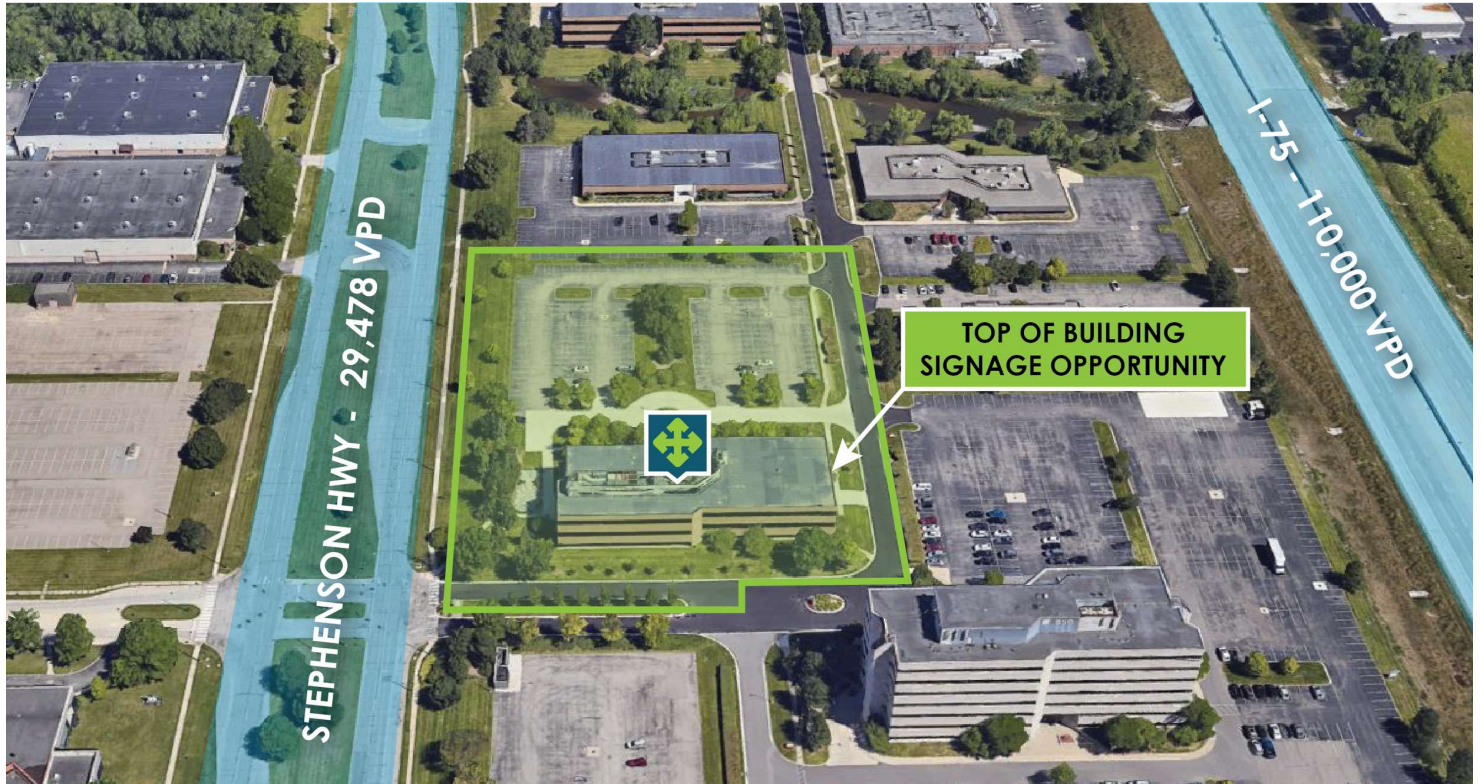 STEPHENSON HWY - 29,478 VPD
I-75 - 110,000 VPD
TOP OF BUILDING
SIGNAGE OPPORTUNITY